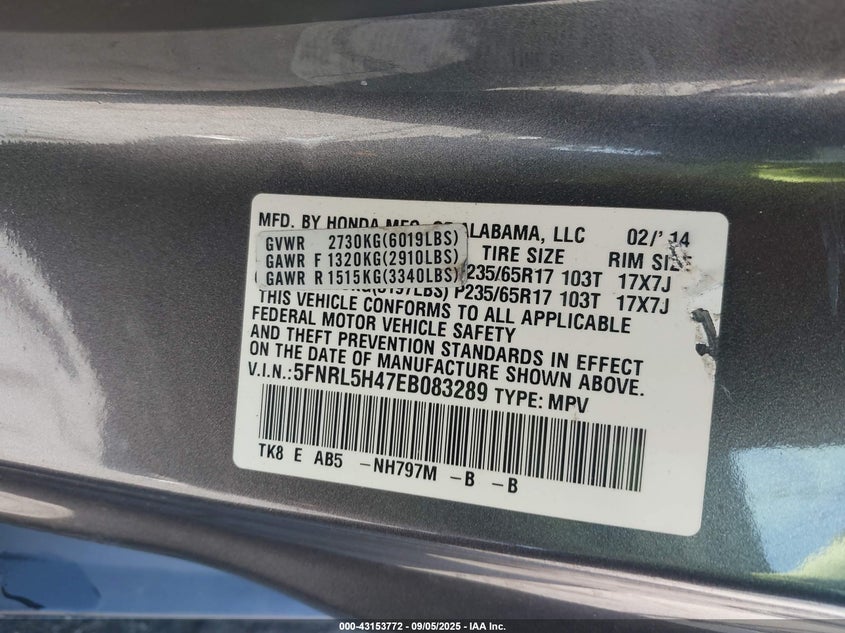 MFD. BY HONDA MFG. OF ALABAMA, LLC 02/'14
GVWR 2730KG(6019LBS) TIRE SIZE RIM SIZE
GAWR F 1320KG(2910LBS) P235/65R17 103T 17X7J
GAWR R 1515KG(3340LBS) P235/65R17 103T 17X7J
THIS VEHICLE CONFORMS TO ALL APPLICABLE
FEDERAL MOTOR VEHICLE SAFETY
AND THEFT PREVENTION STANDARDS IN EFFECT
ON THE DATE OF MANUFACTURE SHOWN ABOVE.
V.I.N.:5FNRL5H47EB083289 TYPE: MPV
TK8 E AB5 -NH797M -B -B
000-43153772 - 09/05/2025 - IAA Inc.